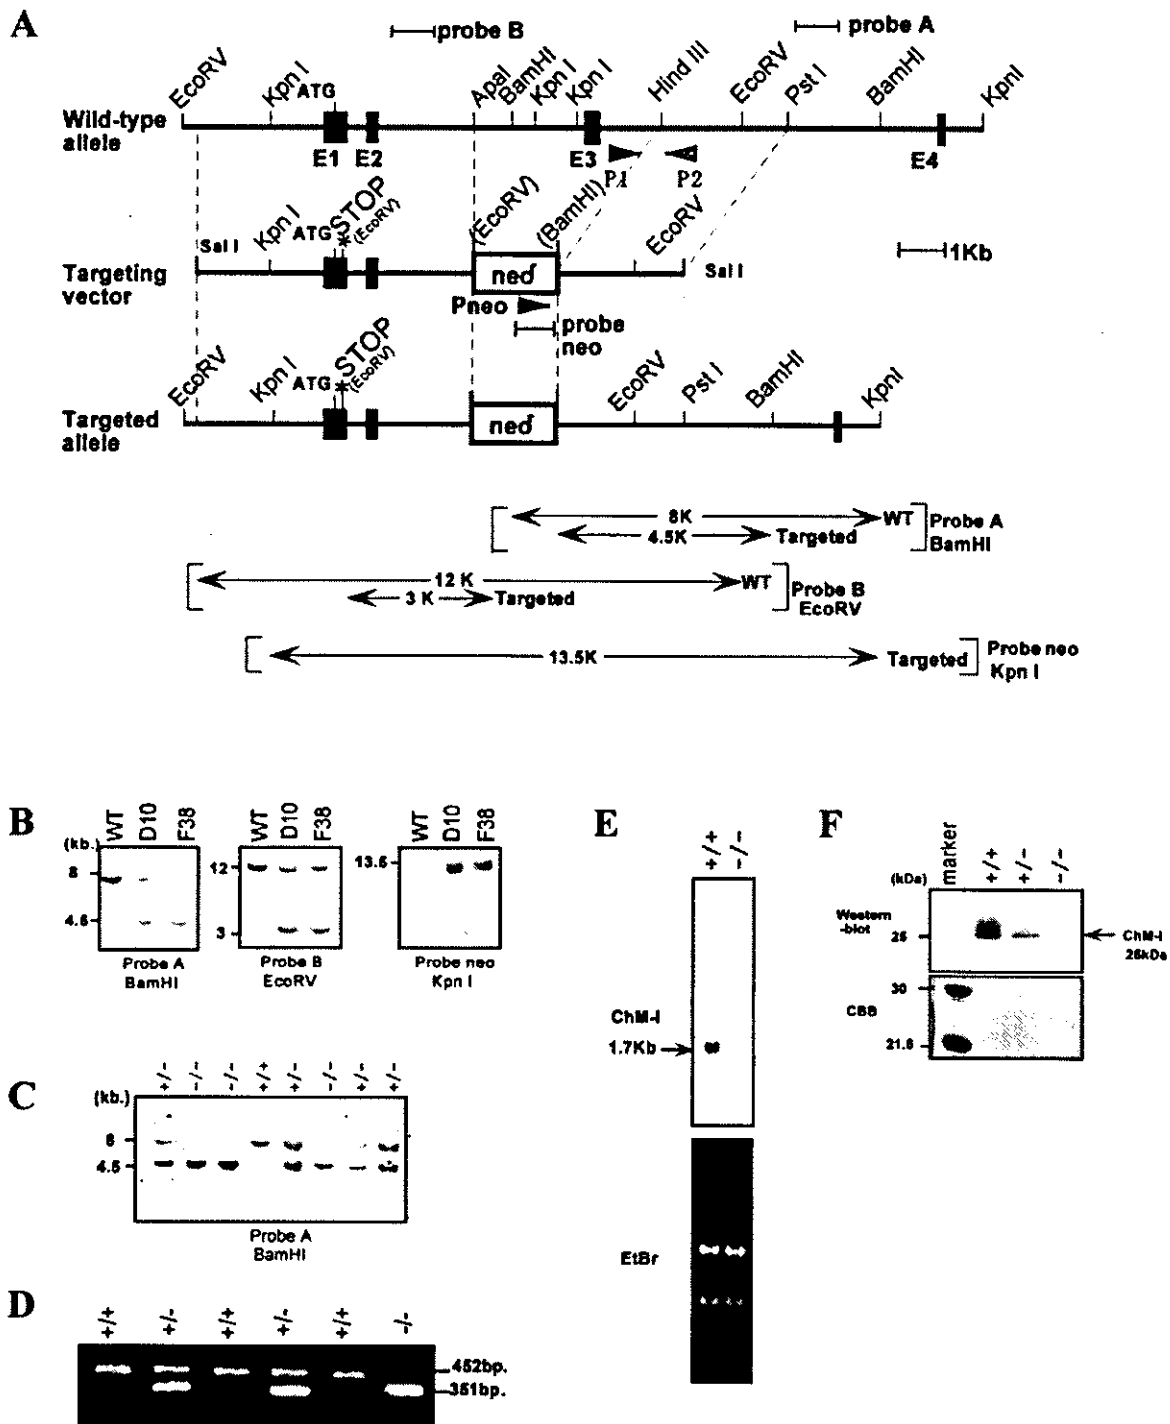 A
probe B
probe A
EcoRV
Kpn I
ATG
ApaI
BamHI
Kpn I
Kpn I
Hind III
EcoRV
Pst I
BamHI
KpnI
Wild-type
allele
E1
E2
E3
E4
P1
P2
Sal I
Kpn I
ATG
*
STOP
(EcoRV)
(EcoRV)
(BamHI)
EcoRV
Sal I
1Kb
Targeting
vector
neo
Pneo
probe
neo
EcoRV
Kpn I
ATG
*
STOP
(EcoRV)
EcoRV
Pst I
BamHI
KpnI
Targeted
allele
neo
8K
WT
Probe A
4.5K
Targeted
BamHI
12 K
WT
Probe B
3 K
Targeted
EcoRV
13.5K
Targeted
Probe neo
Kpn I
B
WT D10 F38
(kb.)
8
4.5
Probe A
BamHI
WT D10 F38
12
3
Probe B
EcoRV
WT D10 F38
13.5
Probe neo
Kpn I
C
+/- -/- -/- +/+ +/- -/- +/- +/-
(kb.)
8
4.5
Probe A
BamHI
D
+/+ +/- +/+ +/- +/+ -/-
452bp.
351bp.
E
+/+ -/-
ChM-I
1.7Kb
EtBr
F
marker +/+ +/- -/-
(kDa)
Western
-blot
25
ChM-I
25kDa
30
CBB
21.5